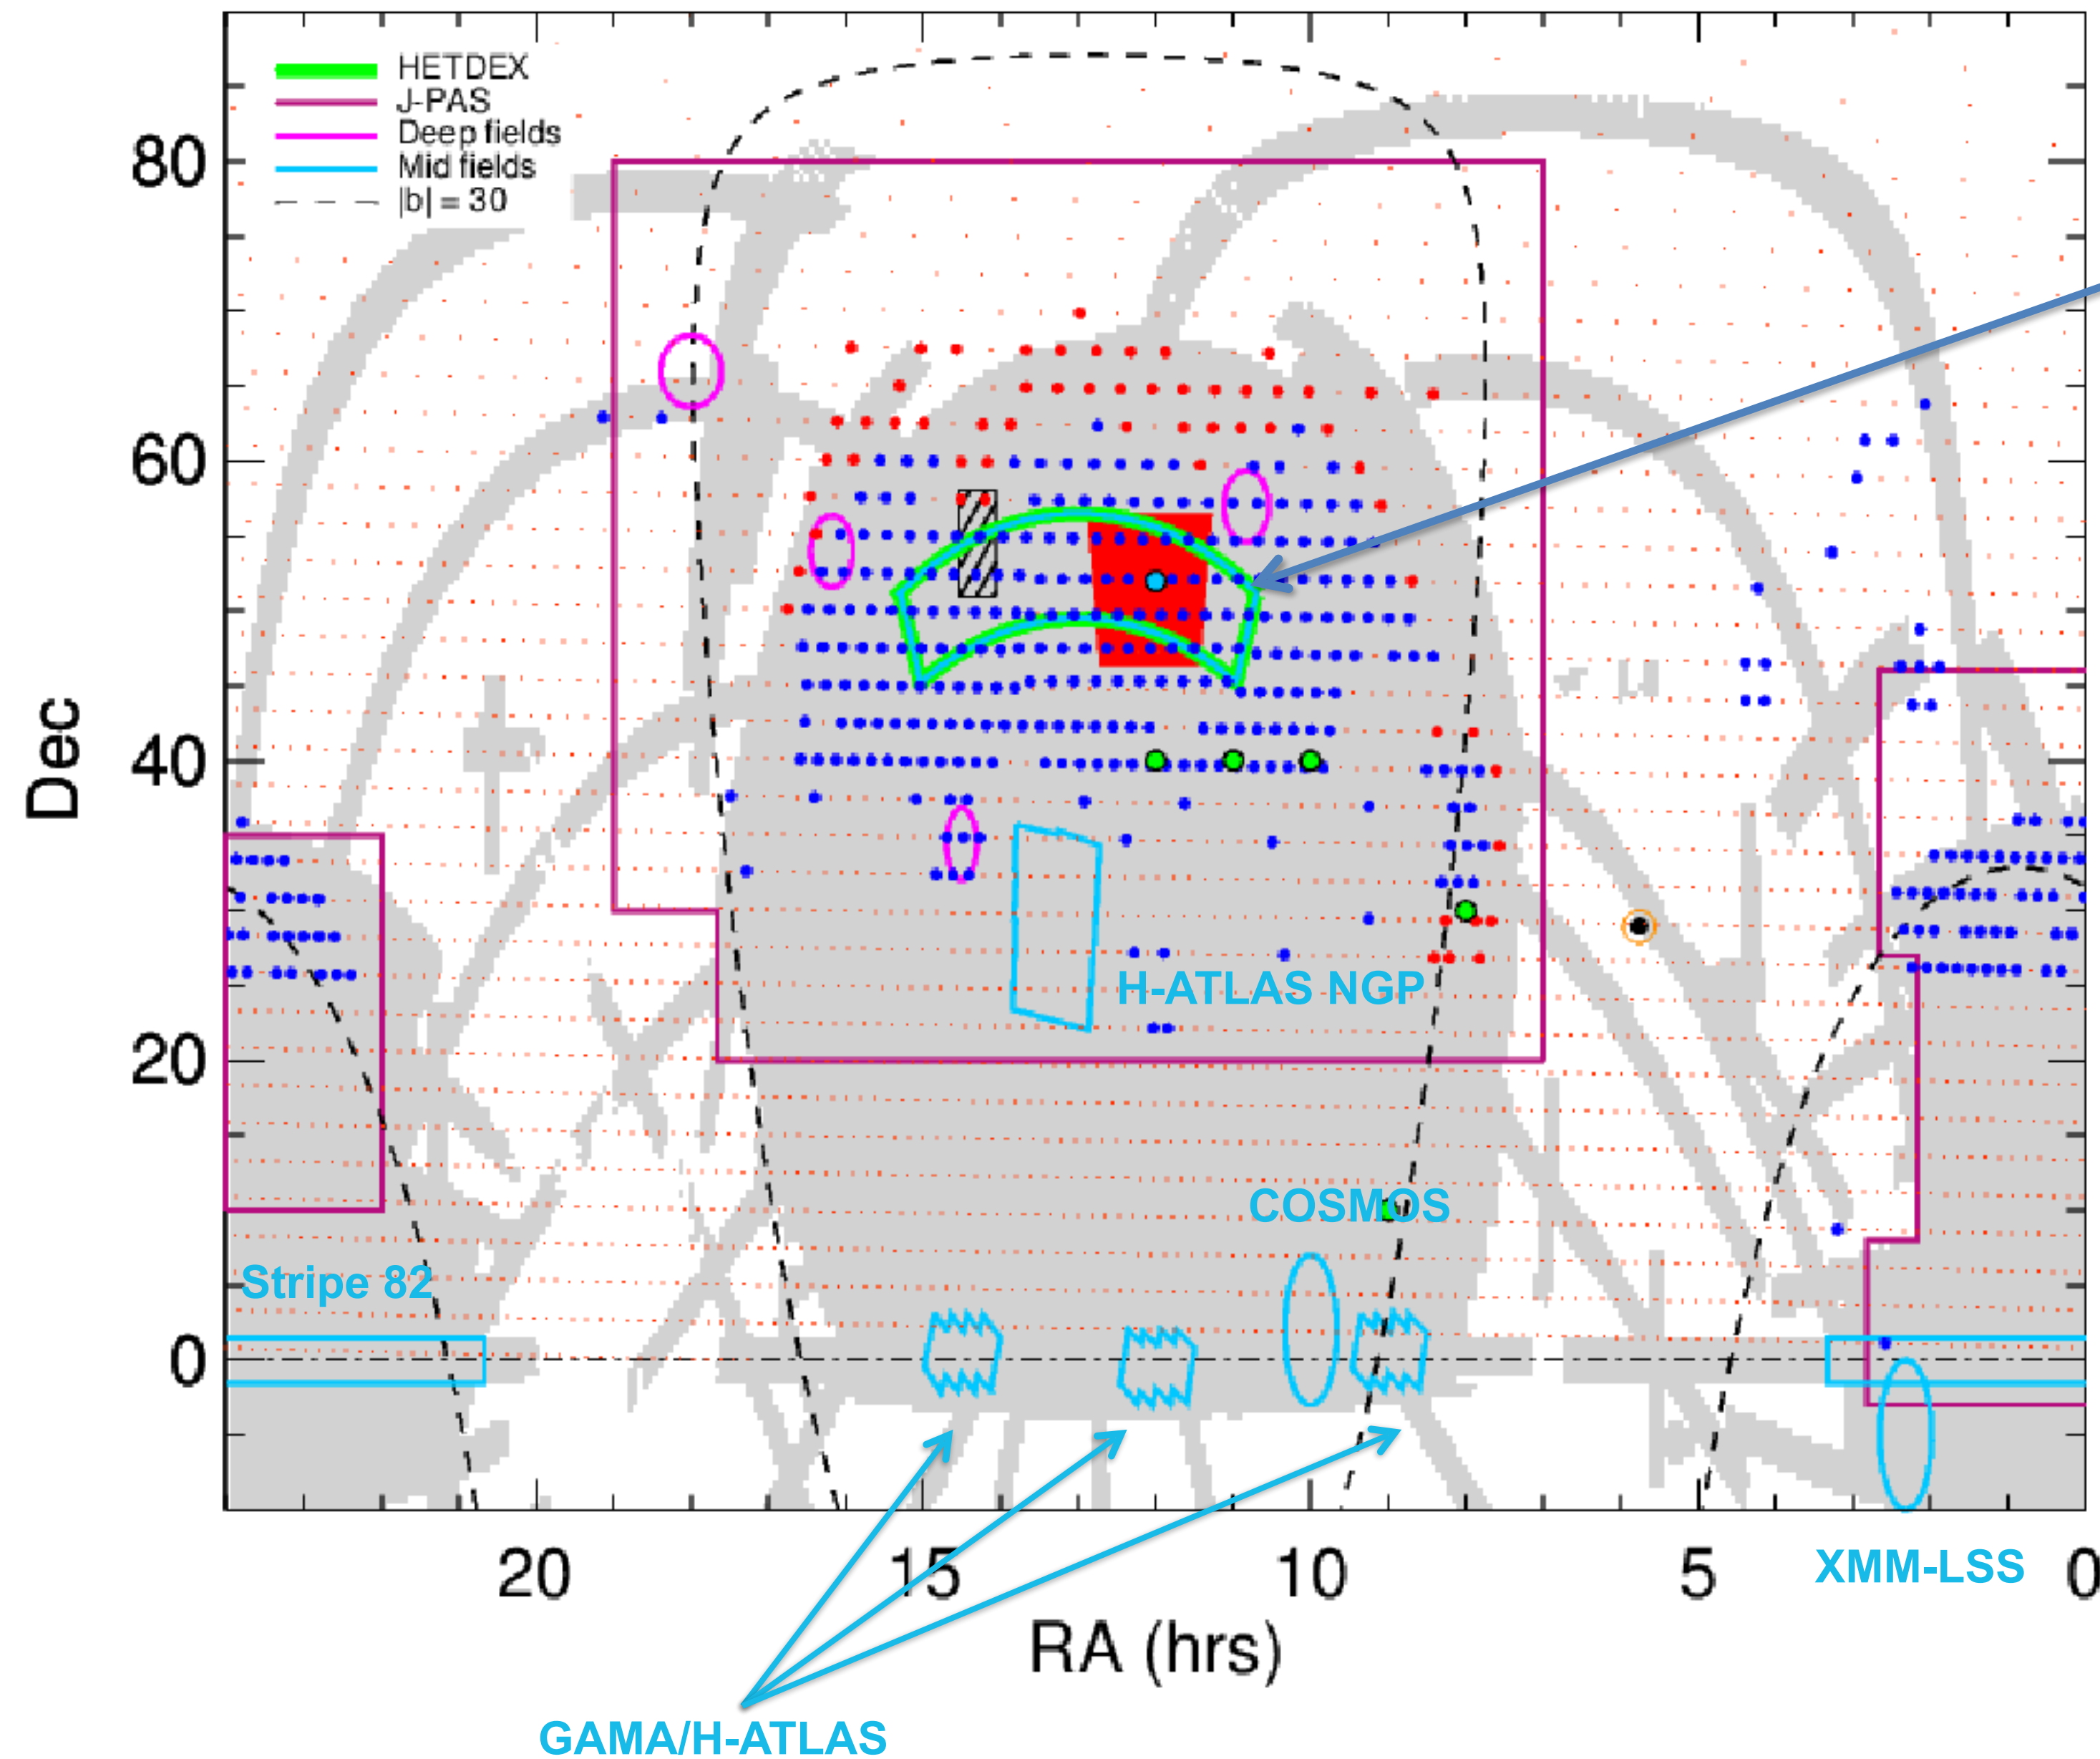 HETDEX
J-PAS
Deep fields
Mid fields
|b| = 30
80
60
40
20
0
Dec
H-ATLAS NGP
COSMOS
Stripe 82
20
15
10
5
0
XMM-LSS
RA (hrs)
GAMA/H-ATLAS